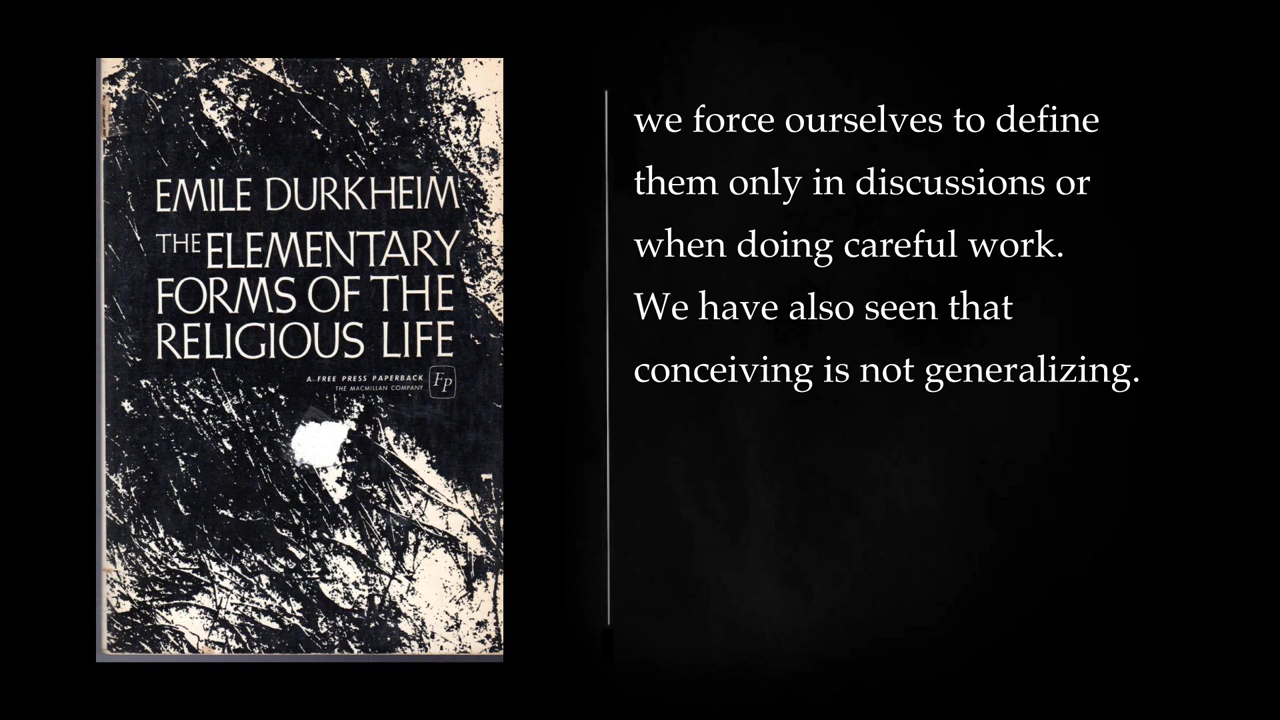 EMILE DURKHEIM
THE ELEMENTARY
FORMS OF THE
RELIGIOUS LIFE
A FREE PRESS PAPERBACK
THE MACMILLAN COMPANY
Fp
we force ourselves to define
them only in discussions or
when doing careful work.
We have also seen that
conceiving is not generalizing.